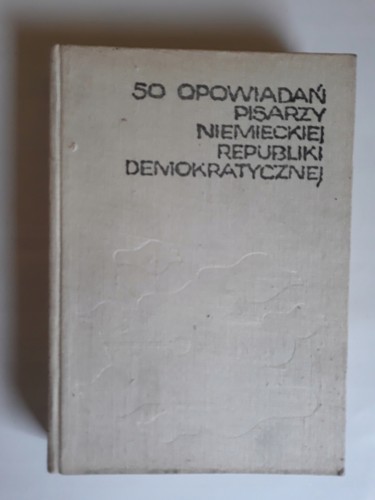 50 OPOWIADAŃ
PISARZY
NIEMIECKIEJ
REPUBLIKI
DEMOKRATYCZNEJ